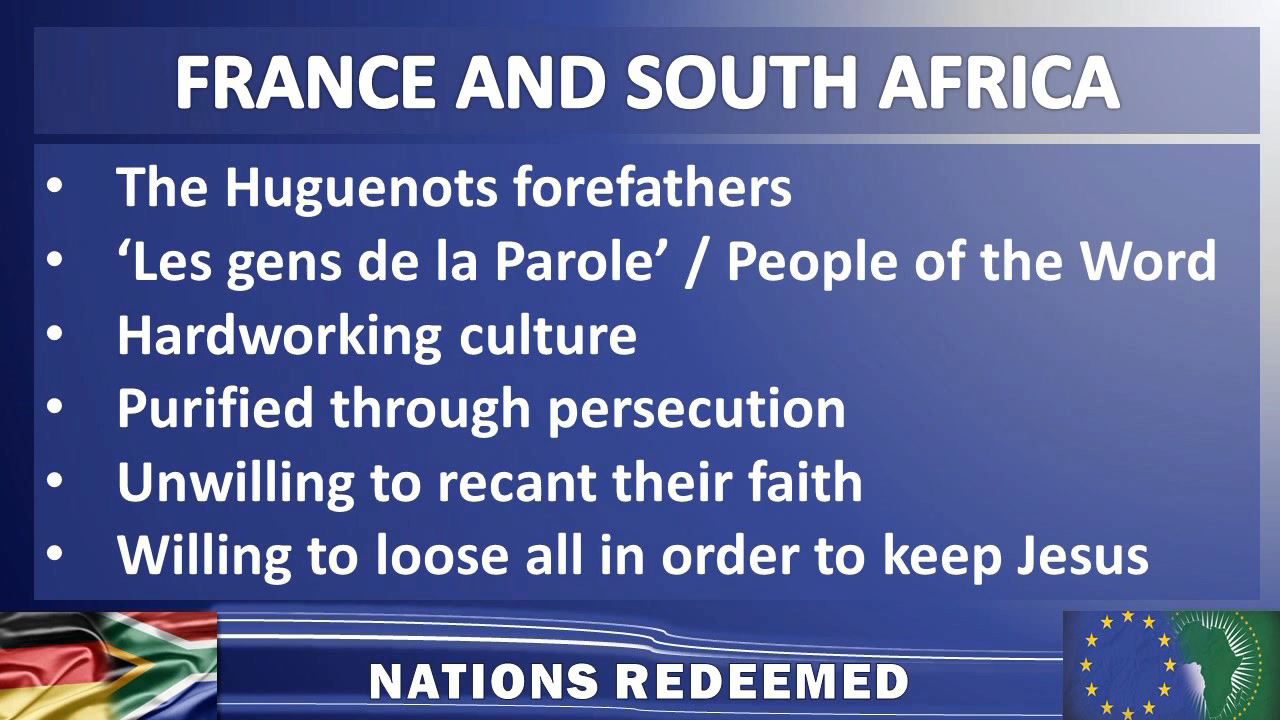 FRANCE AND SOUTH AFRICA
• The Huguenots forefathers
• ‘Les gens de la Parole’ / People of the Word
• Hardworking culture
• Purified through persecution
• Unwilling to recant their faith
• Willing to loose all in order to keep Jesus
NATIONS REDEEMED